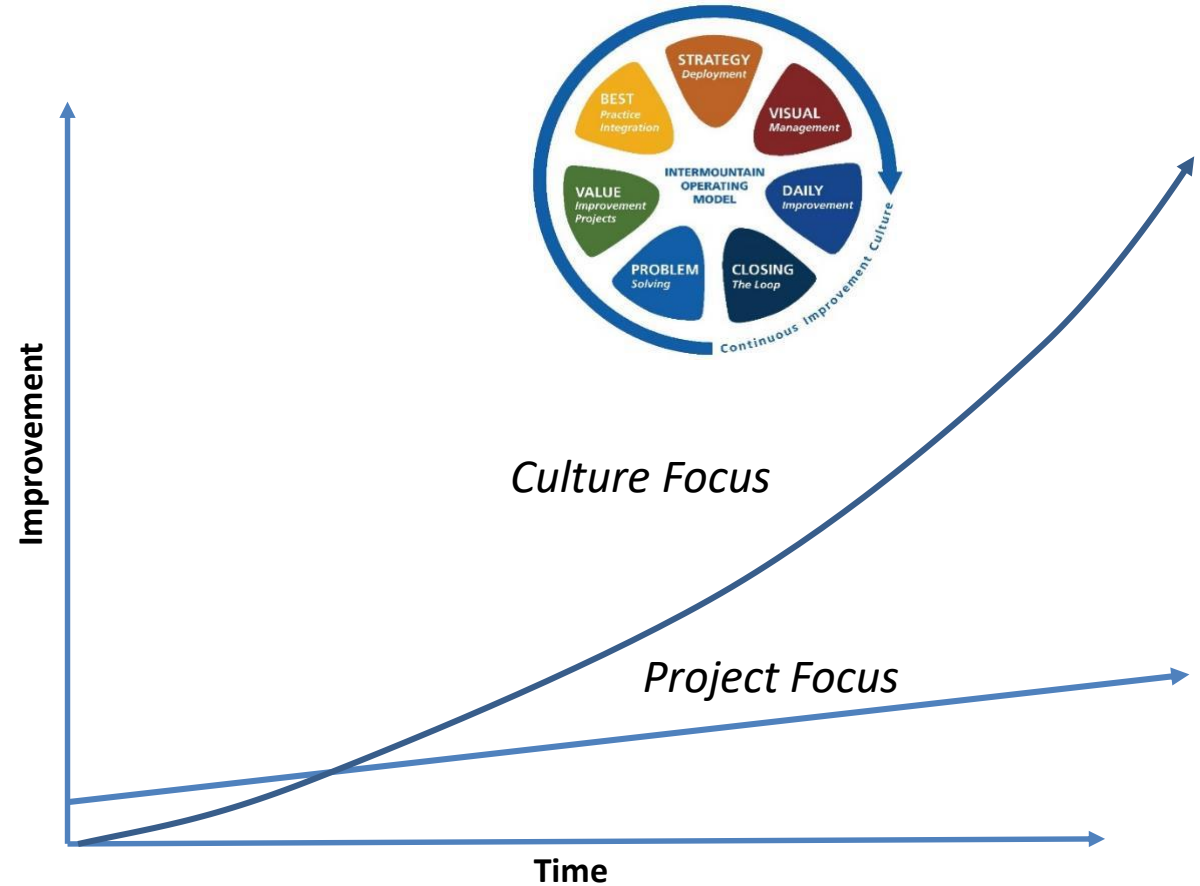 STRATEGY
Deployment
BEST
Practice
Integration
VISUAL
Management
INTERMOUNTAIN
OPERATING
MODEL
VALUE
Improvement
Projects
DAILY
Improvement
PROBLEM
Solving
CLOSING
The Loop
Continuous Improvement Culture
Improvement
Culture Focus
Project Focus
Time